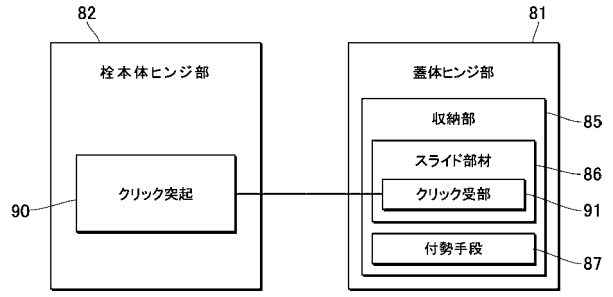 82
栓本体ヒンジ部
クリック突起
90
81
蓋体ヒンジ部
収納部
85
スライド部材
86
クリック受部
91
付勢手段
87